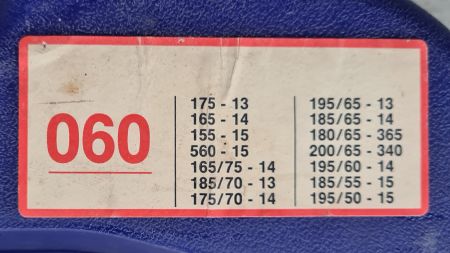 060
175 - 13
165 - 14
155 - 15
560 - 15
165/75 - 14
185/70 - 13
175/70 - 14
195/65 - 13
185/65 - 14
180/65 - 365
200/65 - 340
195/60 - 14
185/55 - 15
195/50 - 15